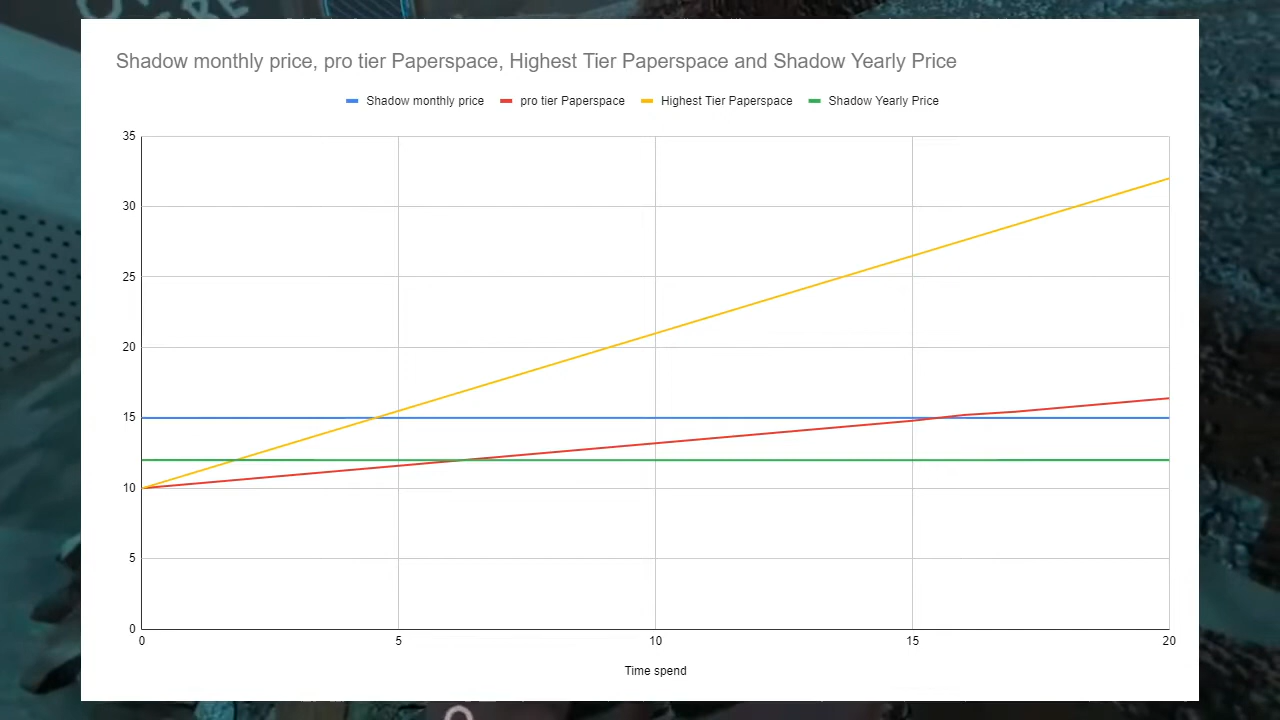 Shadow monthly price, pro tier Paperspace, Highest Tier Paperspace and Shadow Yearly Price
Shadow monthly price pro tier Paperspace Highest Tier Paperspace Shadow Yearly Price
35
30
25
20
15
10
5
0
0 5 10 15 20
Time spend